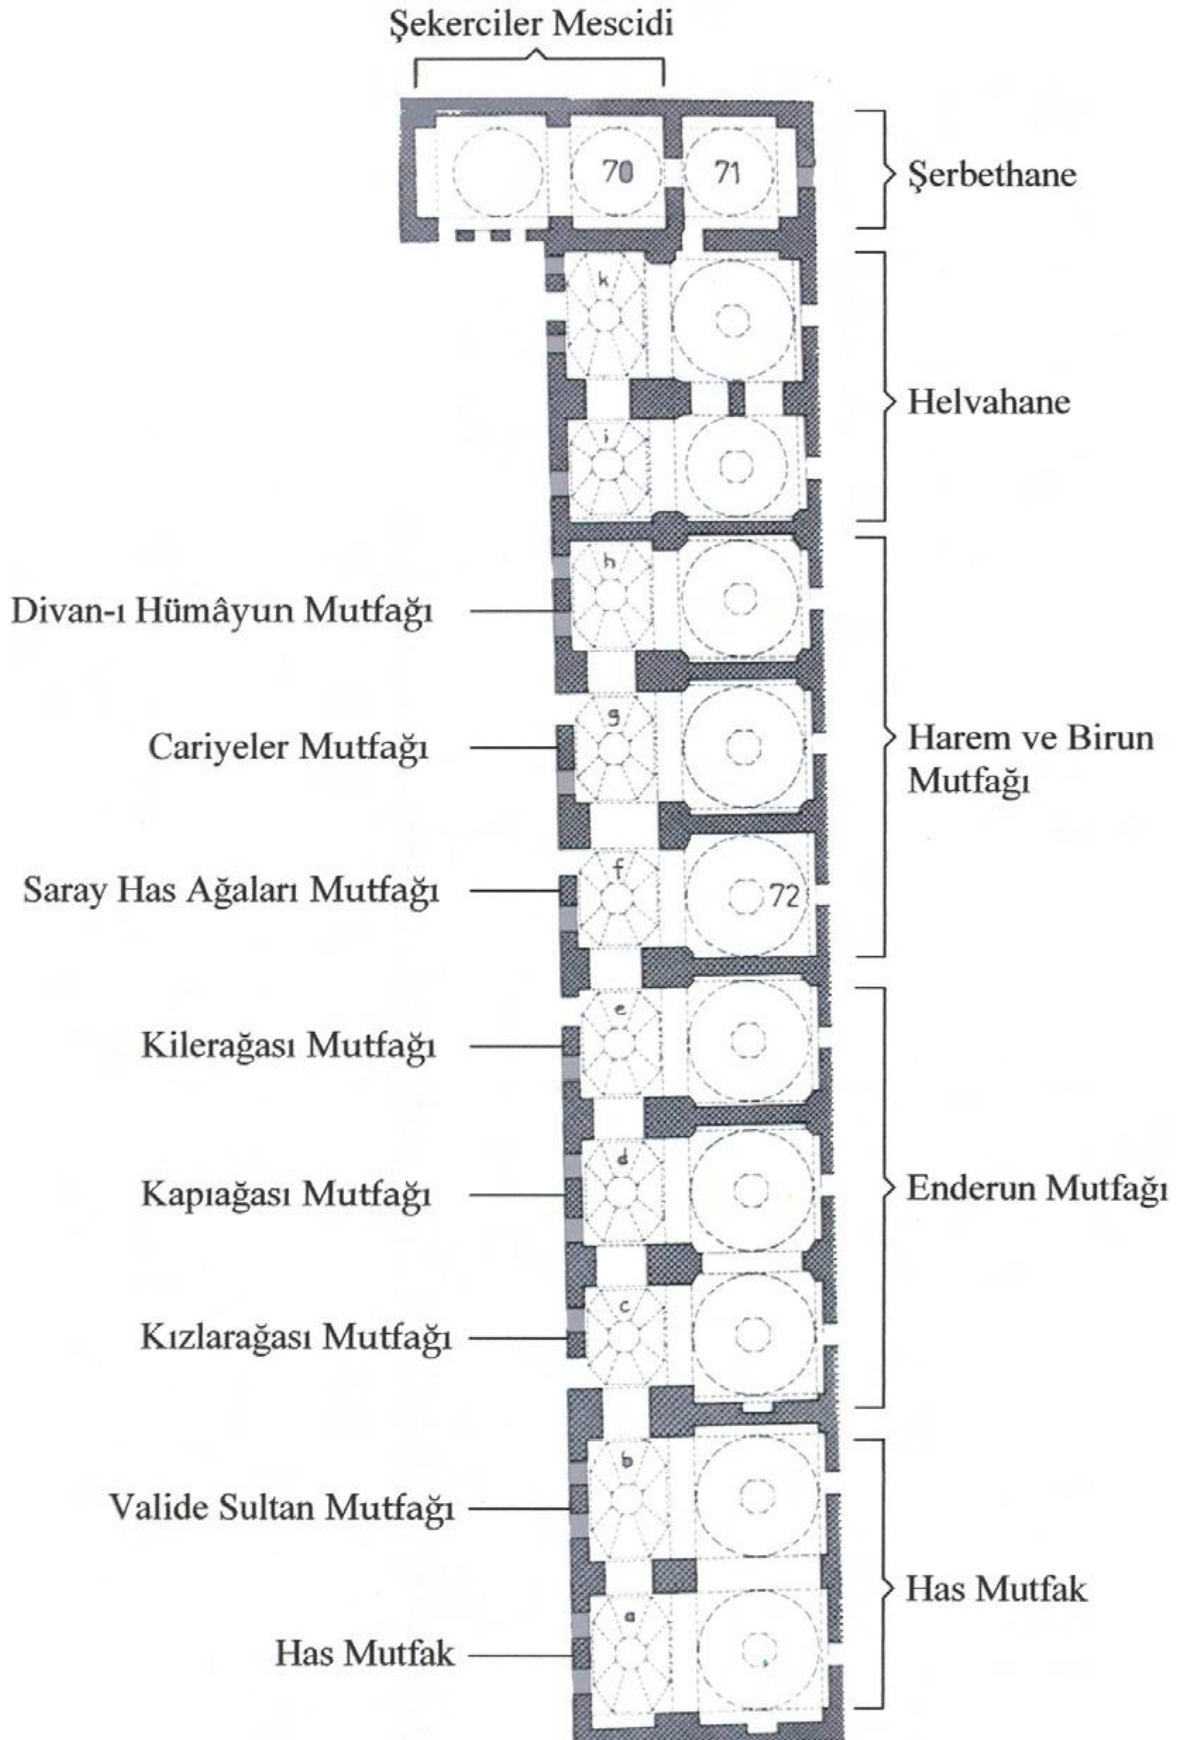 Şekerciler Mescidi
70
71
Şerbethane
k
Helvahane
i
h
Divan-ı Hümâyun Mutfağı
g
Cariyeler Mutfağı
Harem ve Birun
Mutfağı
f
Saray Has Ağaları Mutfağı
72
e
Kilerağası Mutfağı
d
Kapıağası Mutfağı
Enderun Mutfağı
c
Kızlarağası Mutfağı
b
Valide Sultan Mutfağı
Has Mutfak
a
Has Mutfak